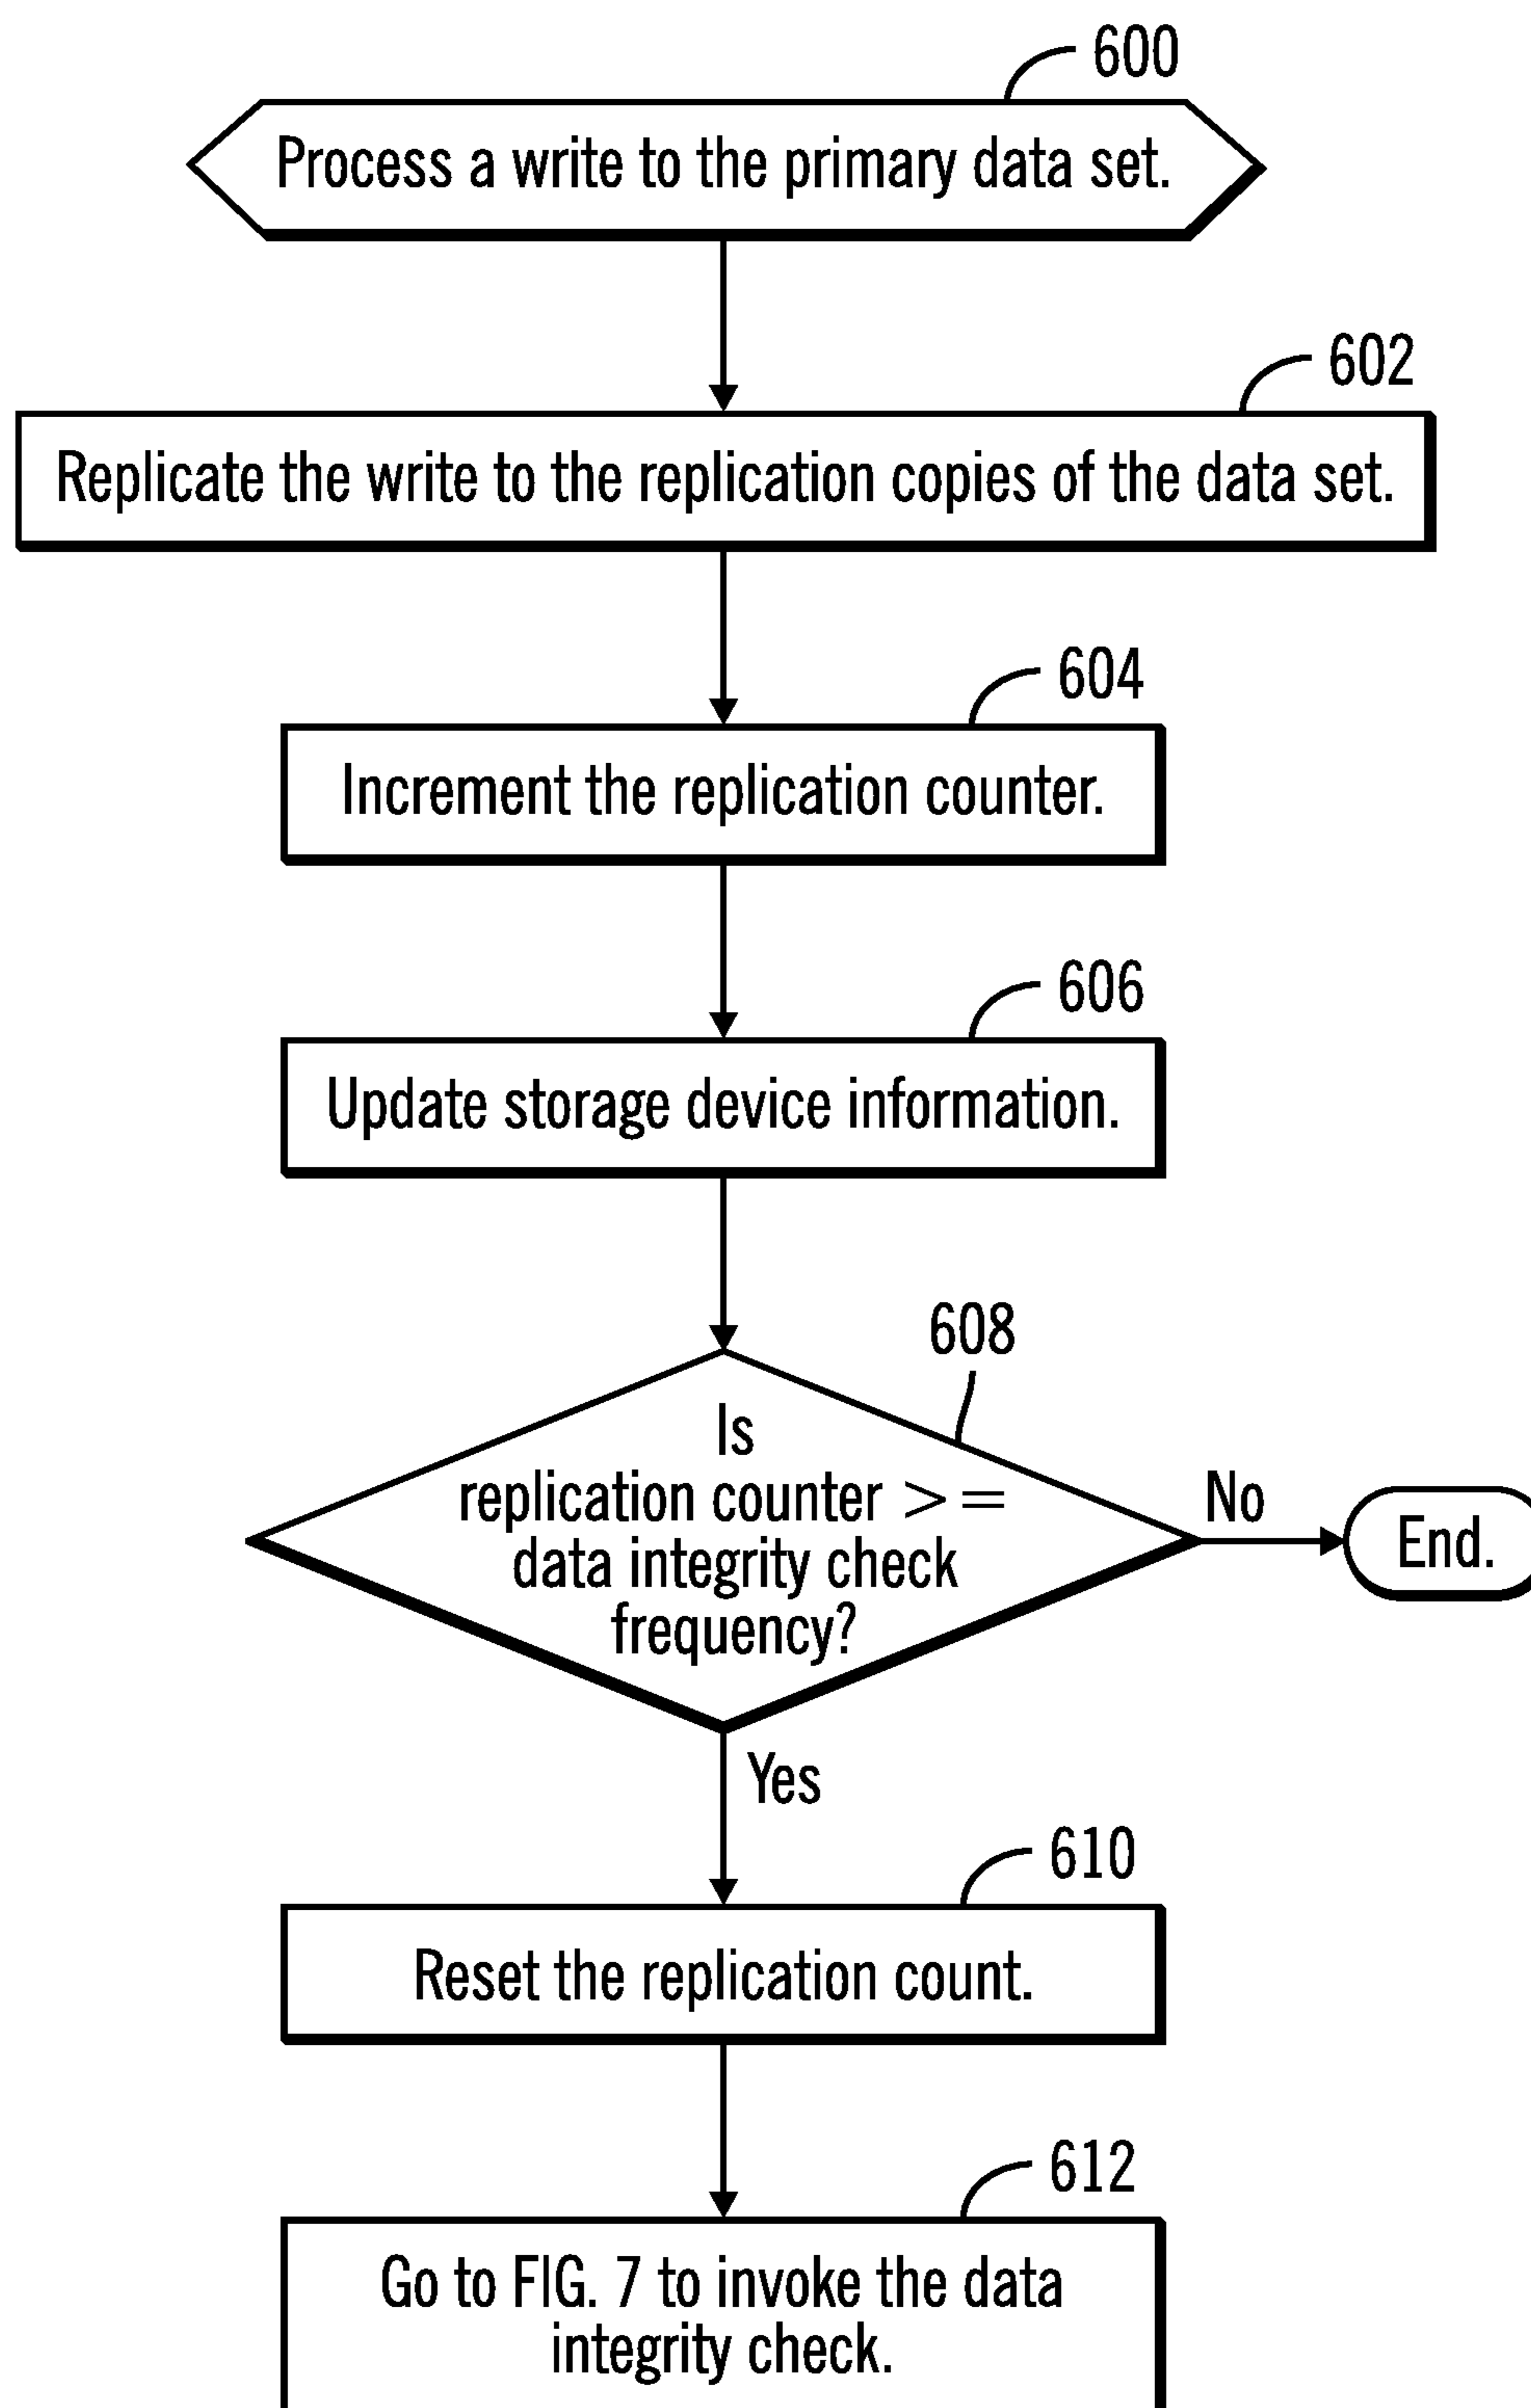 600
Process a write to the primary data set.
602
Replicate the write to the replication copies of the data set.
604
Increment the replication counter.
606
Update storage device information.
608
Is
replication counter >=
data integrity check
frequency?
No
End.
Yes
610
Reset the replication count.
612
Go to FIG. 7 to invoke the data
integrity check.